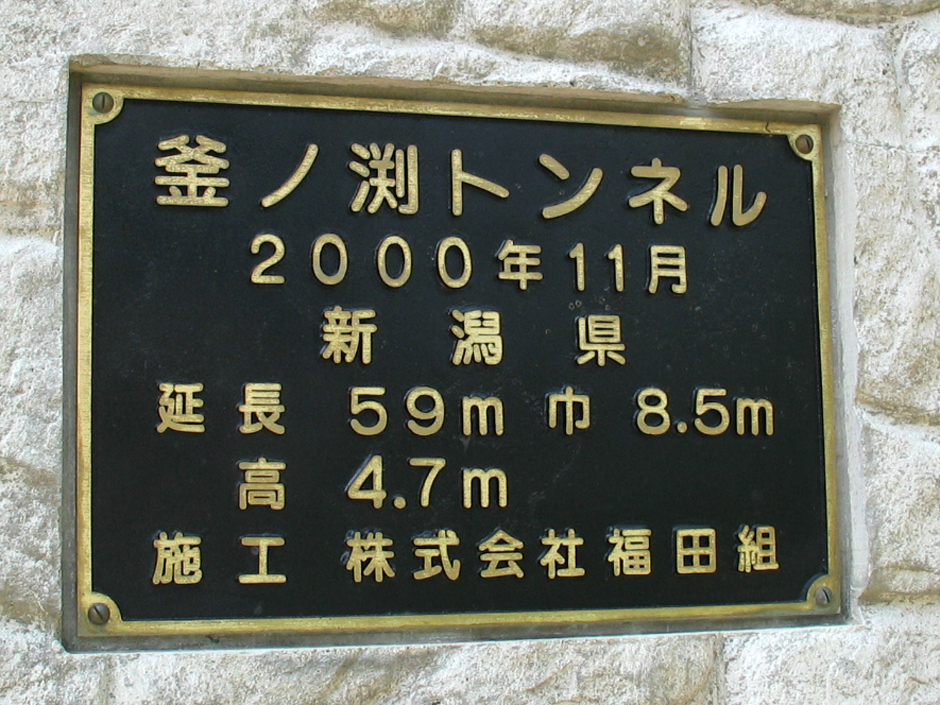 釜ノ渕トンネル
2000年11月
新潟県
延長 59m 巾 8.5m
高 4.7m
施工 株式会社福田組